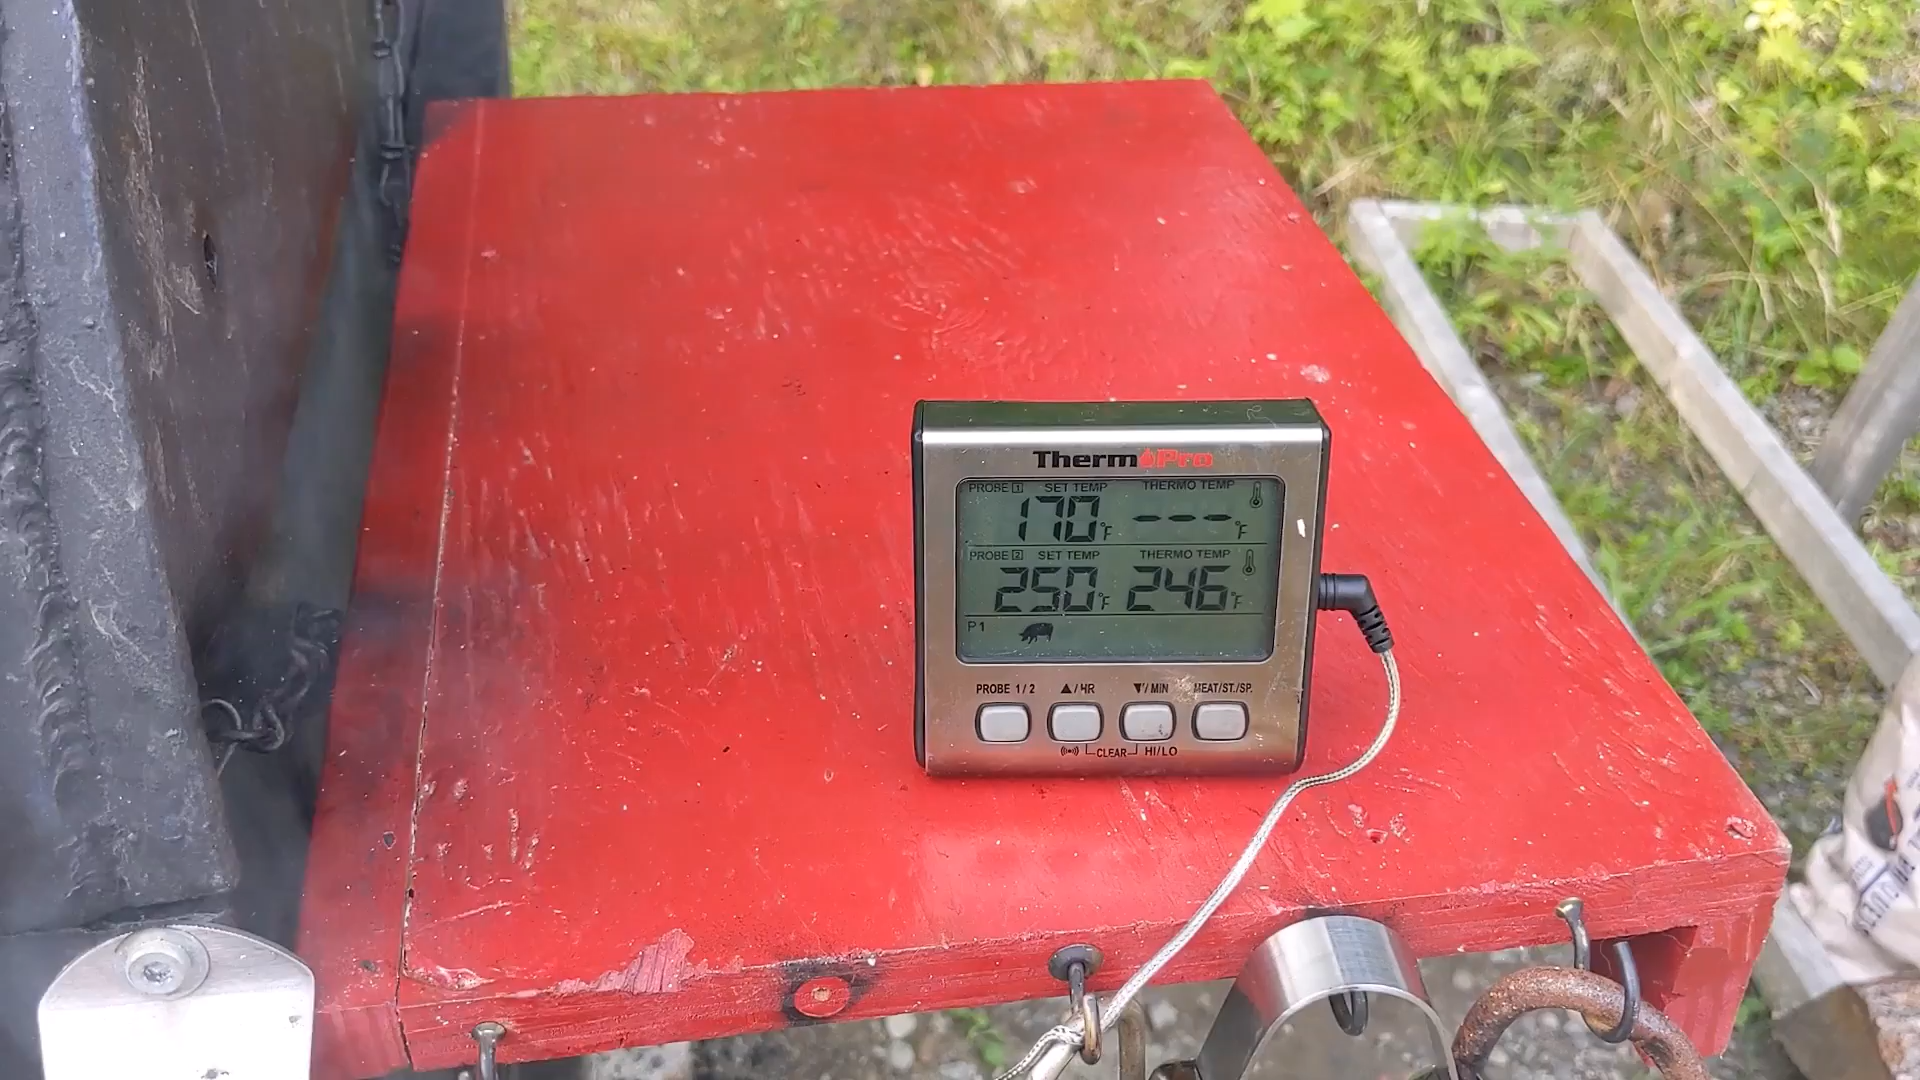 ThermoPro
PROBE 1 SET TEMP THERMO TEMP
170°F ---°F
PROBE 2 SET TEMP THERMO TEMP
250°F 246°F
P1
PROBE 1/2 ▲/HR ▼/MIN MEAT/ST./SP.
CLEAR HI/LO